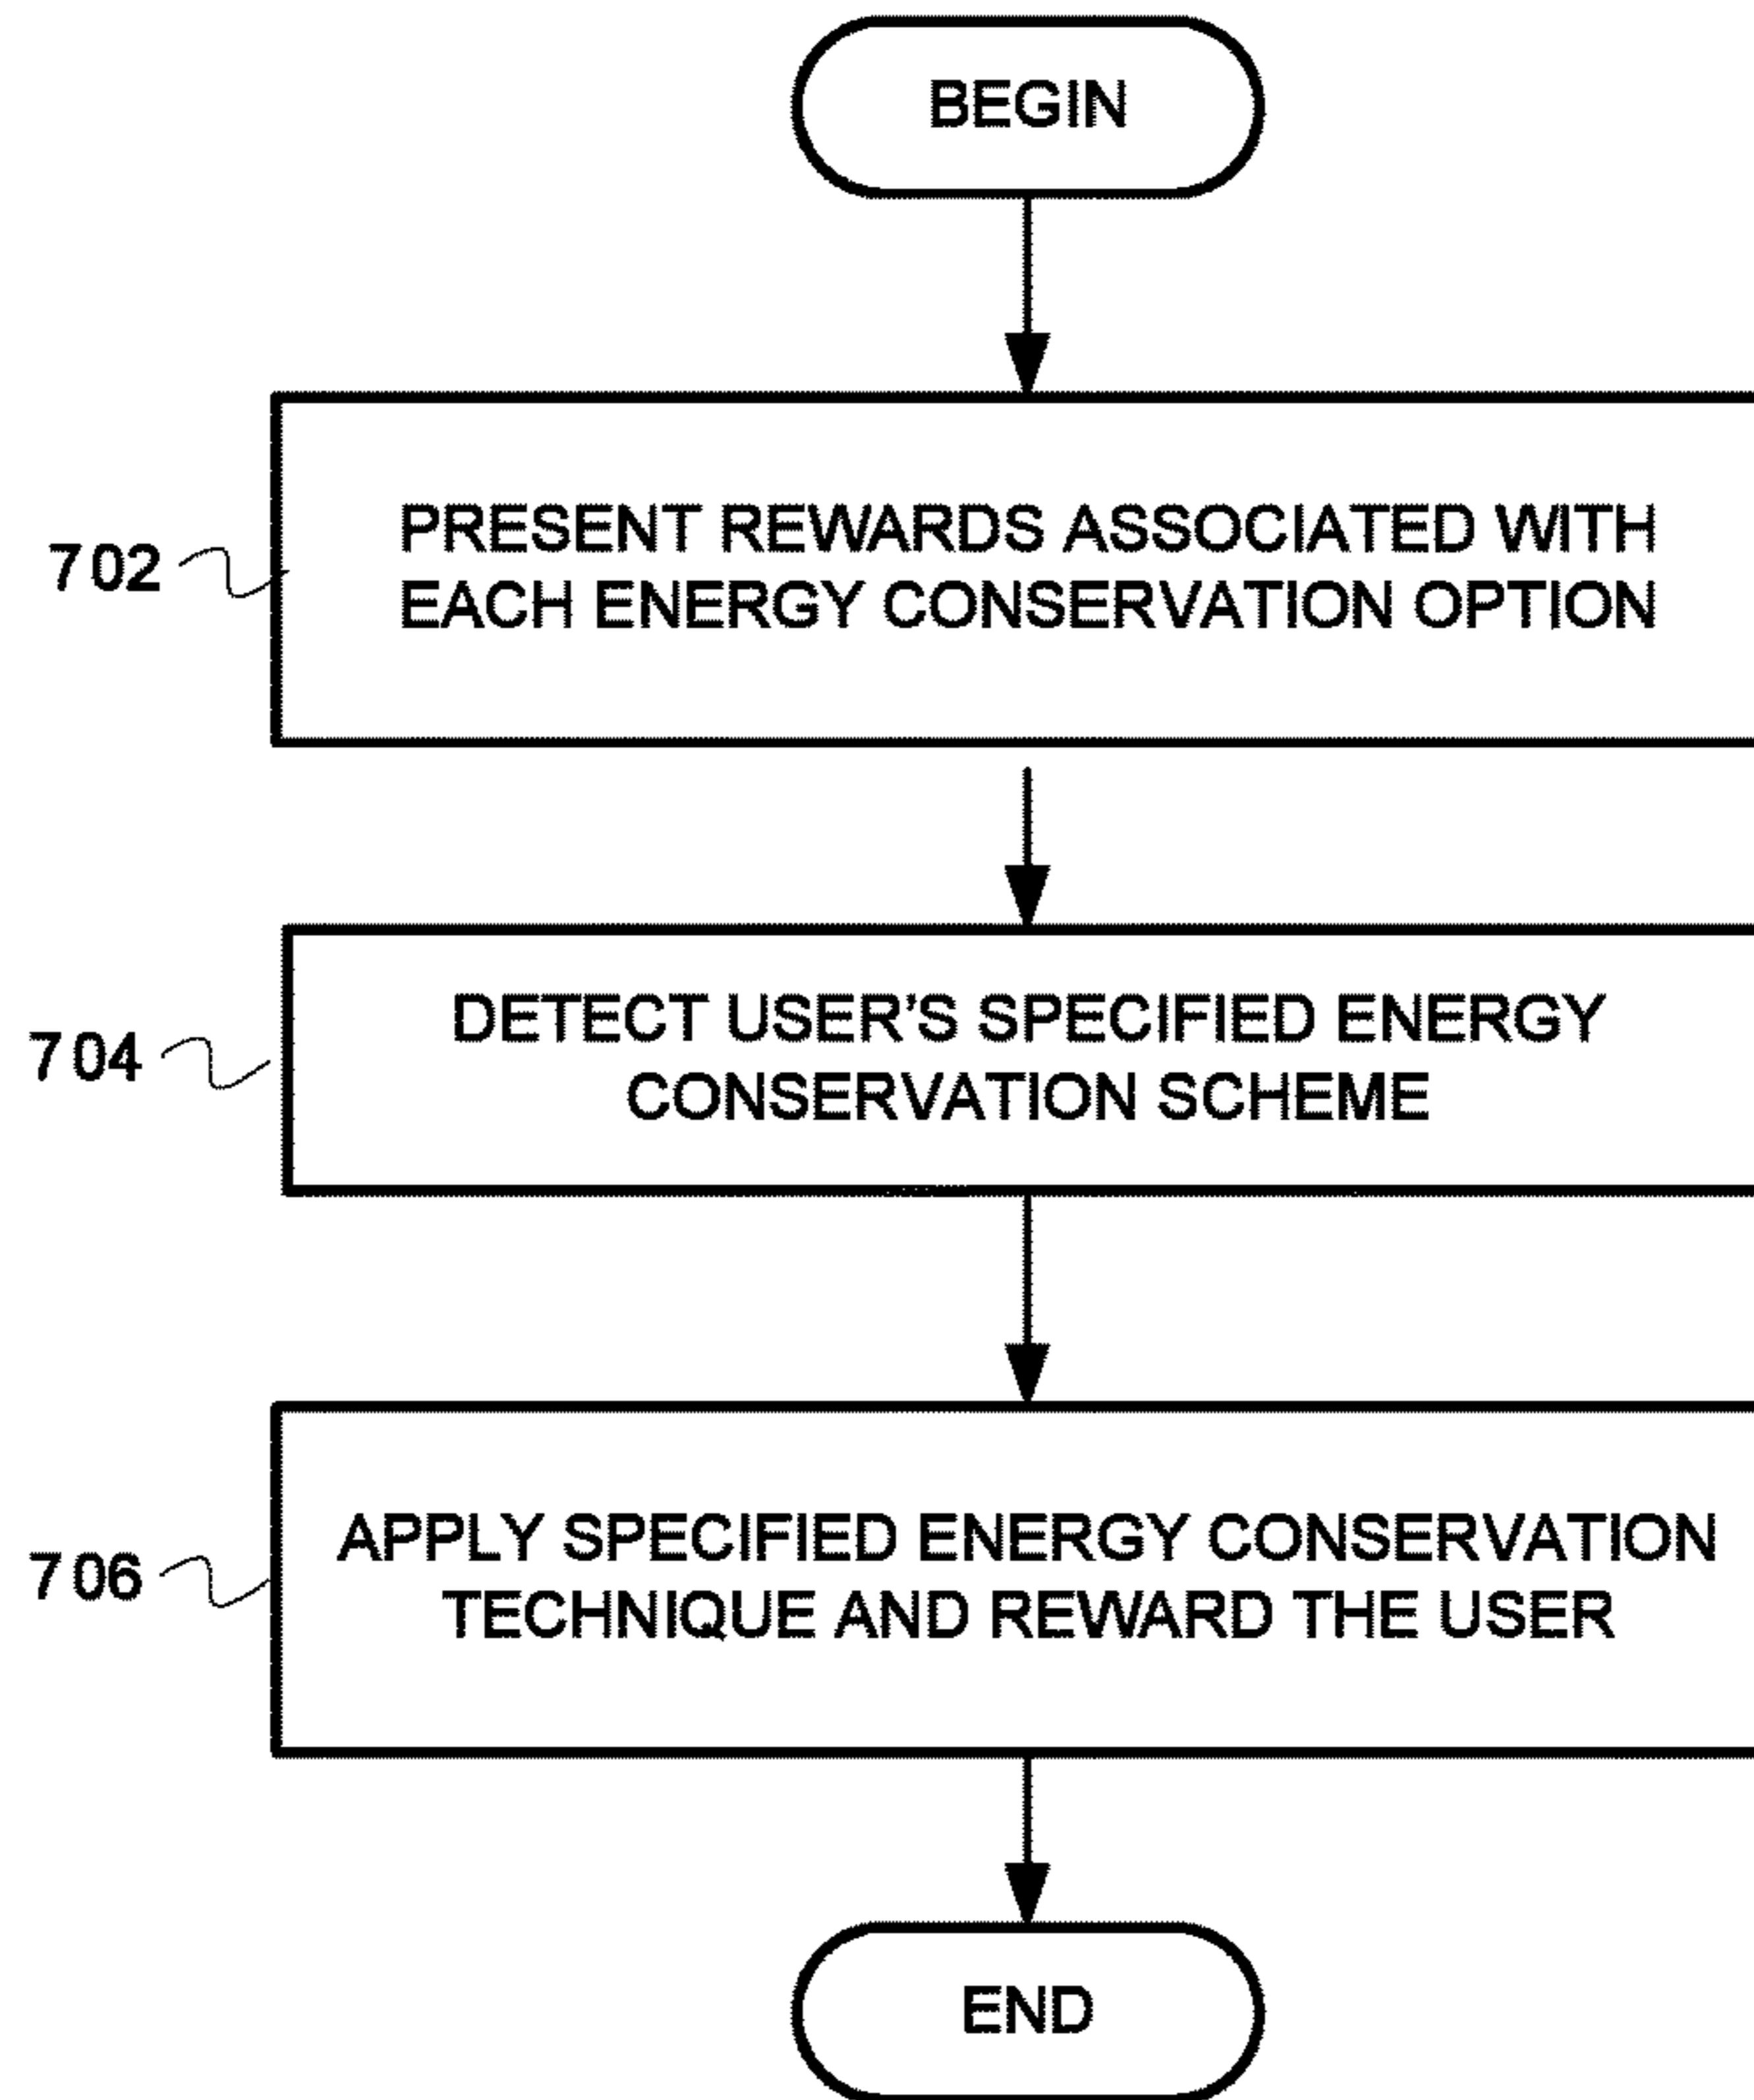 BEGIN
702
PRESENT REWARDS ASSOCIATED WITH
EACH ENERGY CONSERVATION OPTION
704
DETECT USER'S SPECIFIED ENERGY
CONSERVATION SCHEME
706
APPLY SPECIFIED ENERGY CONSERVATION
TECHNIQUE AND REWARD THE USER
END